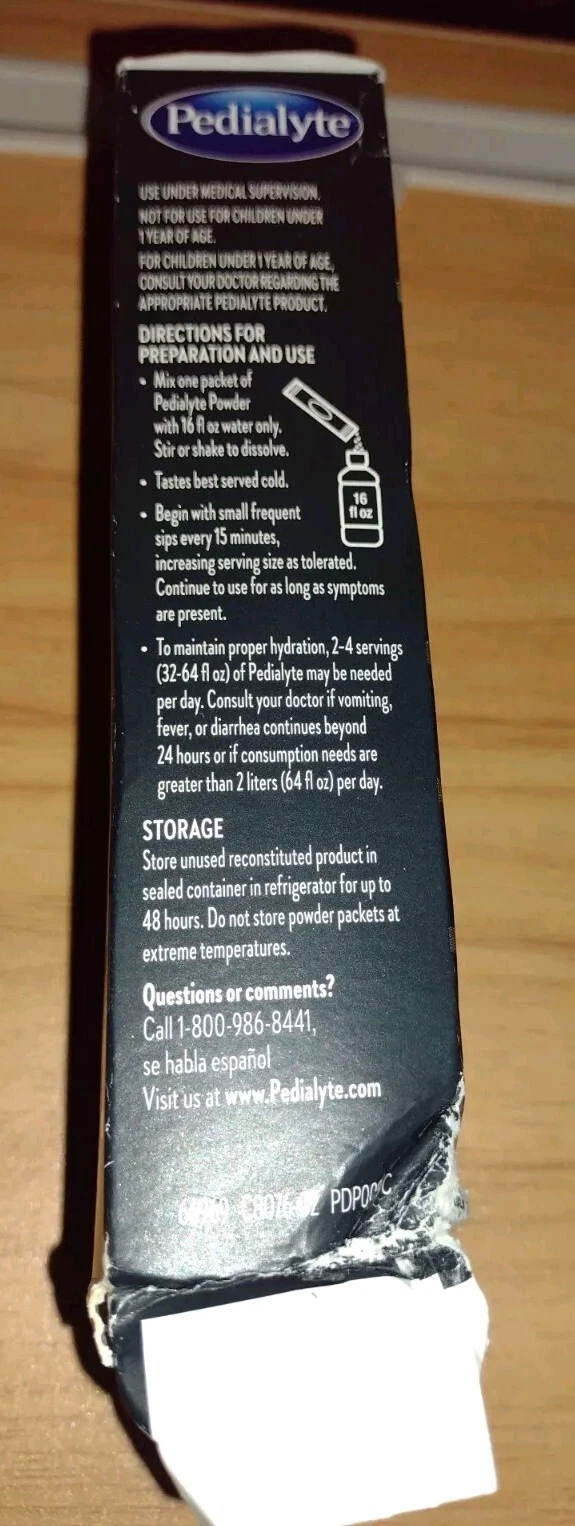 Pedialyte
USE UNDER MEDICAL SUPERVISION.
NOT FOR USE FOR CHILDREN UNDER
1 YEAR OF AGE.
FOR CHILDREN UNDER 1 YEAR OF AGE,
CONSULT YOUR DOCTOR REGARDING THE
APPROPRIATE PEDIALYTE PRODUCT.
DIRECTIONS FOR
PREPARATION AND USE
• Mix one packet of
Pedialyte Powder
with 16 fl oz water only.
Stir or shake to dissolve.
• Tastes best served cold.
16
fl oz
• Begin with small frequent
sips every 15 minutes,
increasing serving size as tolerated.
Continue to use for as long as symptoms
are present.
• To maintain proper hydration, 2-4 servings
(32-64 fl oz) of Pedialyte may be needed
per day. Consult your doctor if vomiting,
fever, or diarrhea continues beyond
24 hours or if consumption needs are
greater than 2 liters (64 fl oz) per day.
STORAGE
Store unused reconstituted product in
sealed container in refrigerator for up to
48 hours. Do not store powder packets at
extreme temperatures.
Questions or comments?
Call 1-800-986-8441,
se habla español
Visit us at www.Pedialyte.com